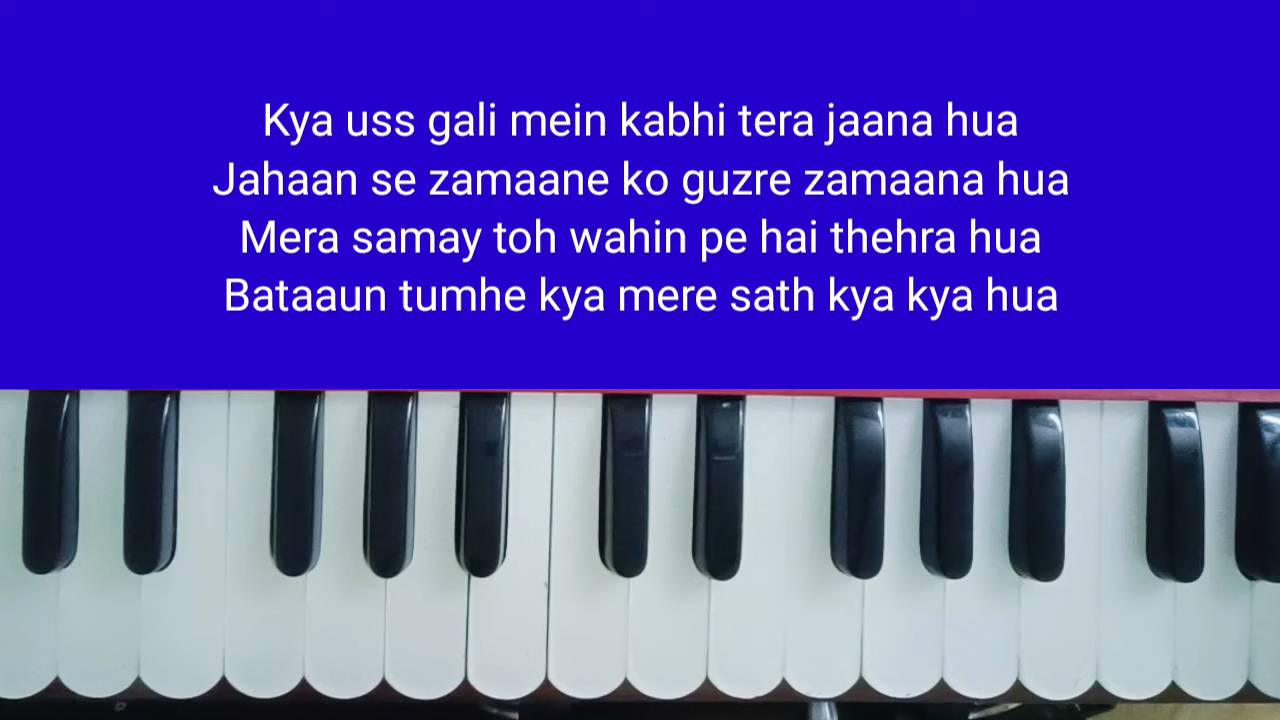 Kya uss gali mein kabhi tera jaana hua
Jahaan se zamaane ko guzre zamaana hua
Mera samay toh wahin pe hai thehra hua
Bataaun tumhe kya mere sath kya kya hua